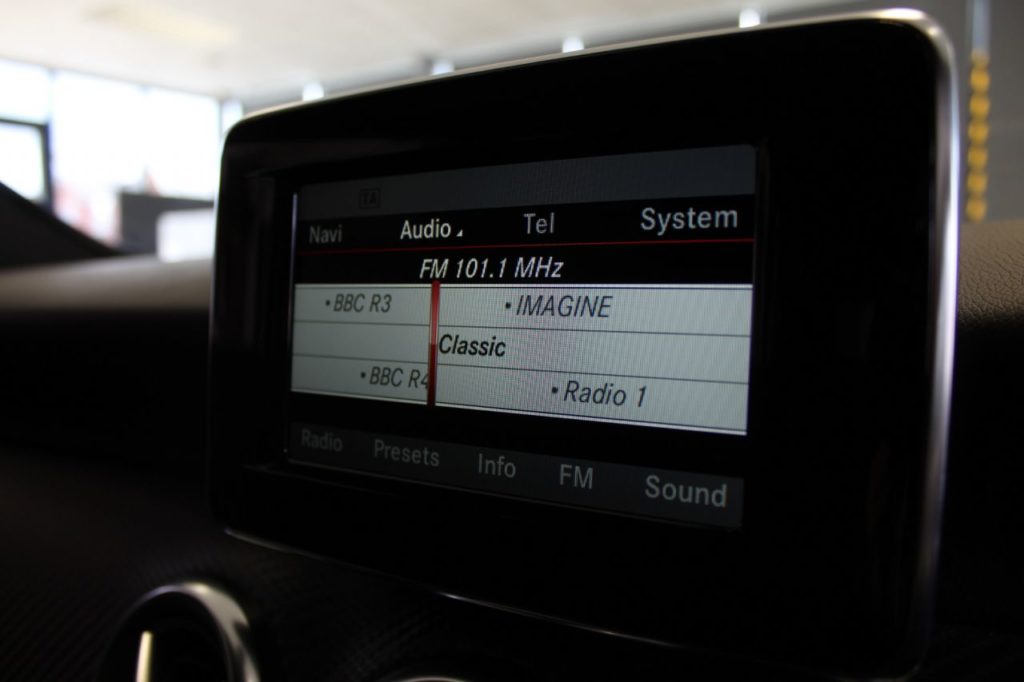 TA
Navi Audio Tel System
FM 101.1 MHz
• BBC R3 • IMAGINE
Classic
• BBC R4 • Radio 1
Radio Presets Info FM Sound